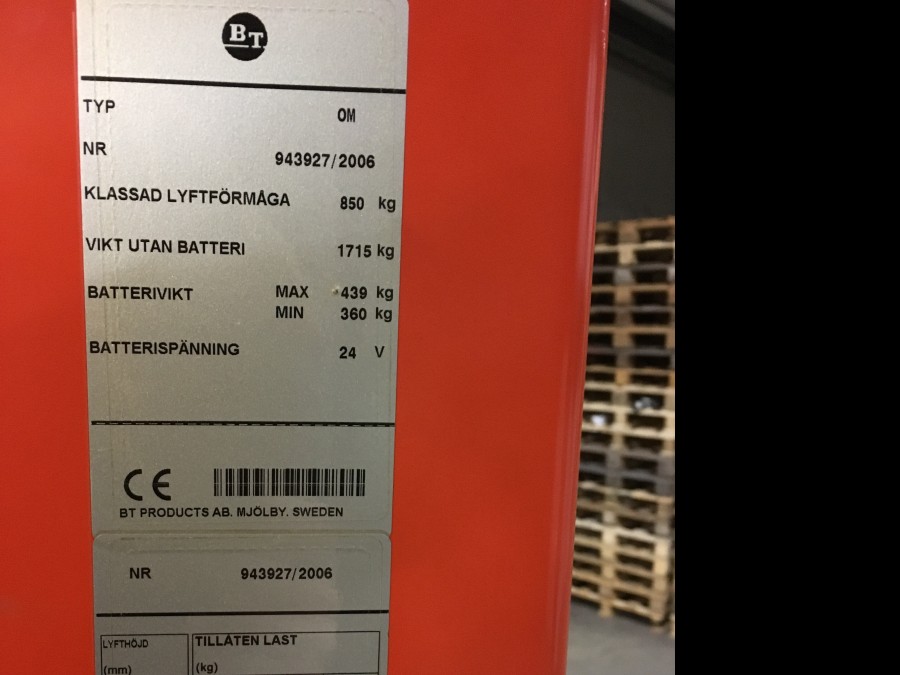 BT
TYP OM
NR 943927/2006
KLASSAD LYFTFÖRMÅGA 850 kg
VIKT UTAN BATTERI 1715 kg
BATTERIVIKT MAX 439 kg
MIN 360 kg
BATTERISPÄNNING 24 V
CE
BT PRODUCTS AB. MJÖLBY. SWEDEN
NR 943927/2006
LYFTHÖJD TILLÅTEN LAST
(mm) (kg)